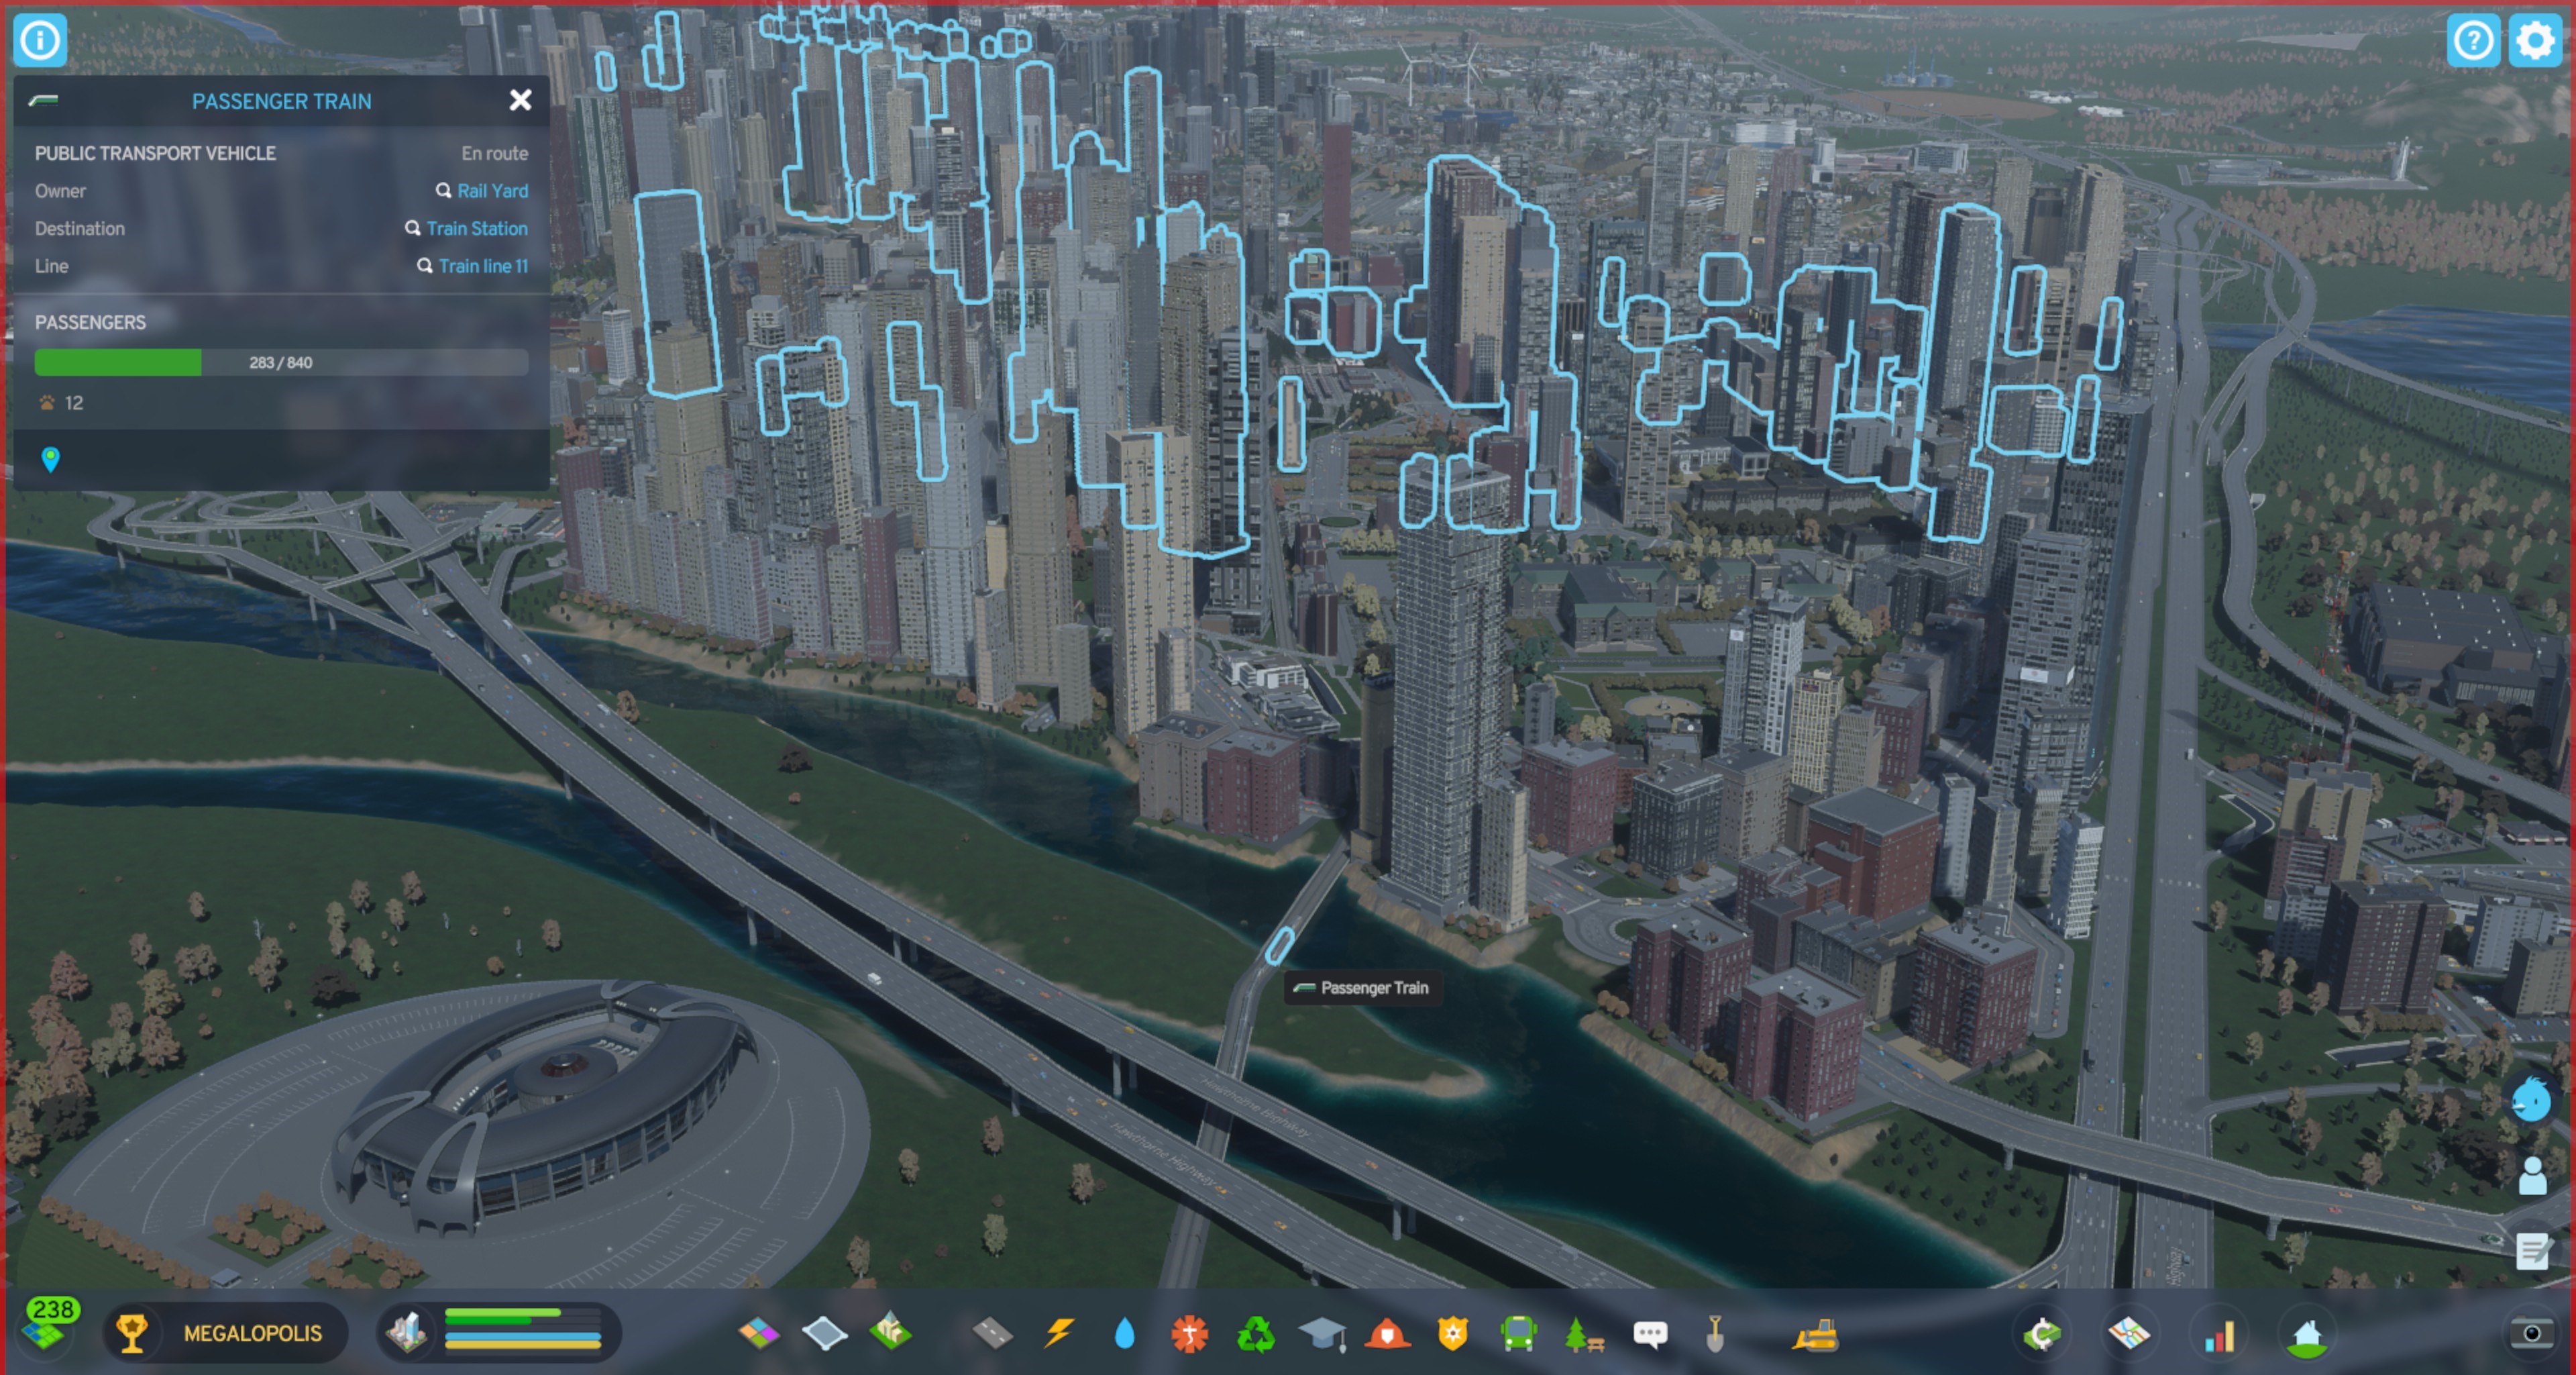 PASSENGER TRAIN
PUBLIC TRANSPORT VEHICLE En route
Owner Rail Yard
Destination Train Station
Line Train line 11
PASSENGERS
283 / 840
12
Passenger Train
Hawthorne Highway
Hawthorne Highway
238
MEGALOPOLIS